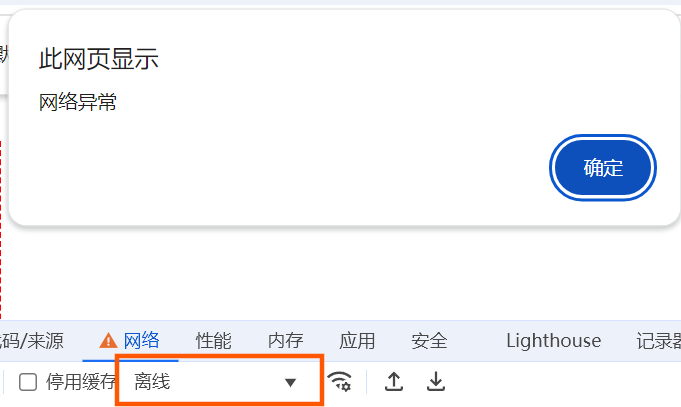 此网页显示
网络异常
确定
代码/来源 网络 性能 内存 应用 安全 Lighthouse 记录器
停用缓存 离线